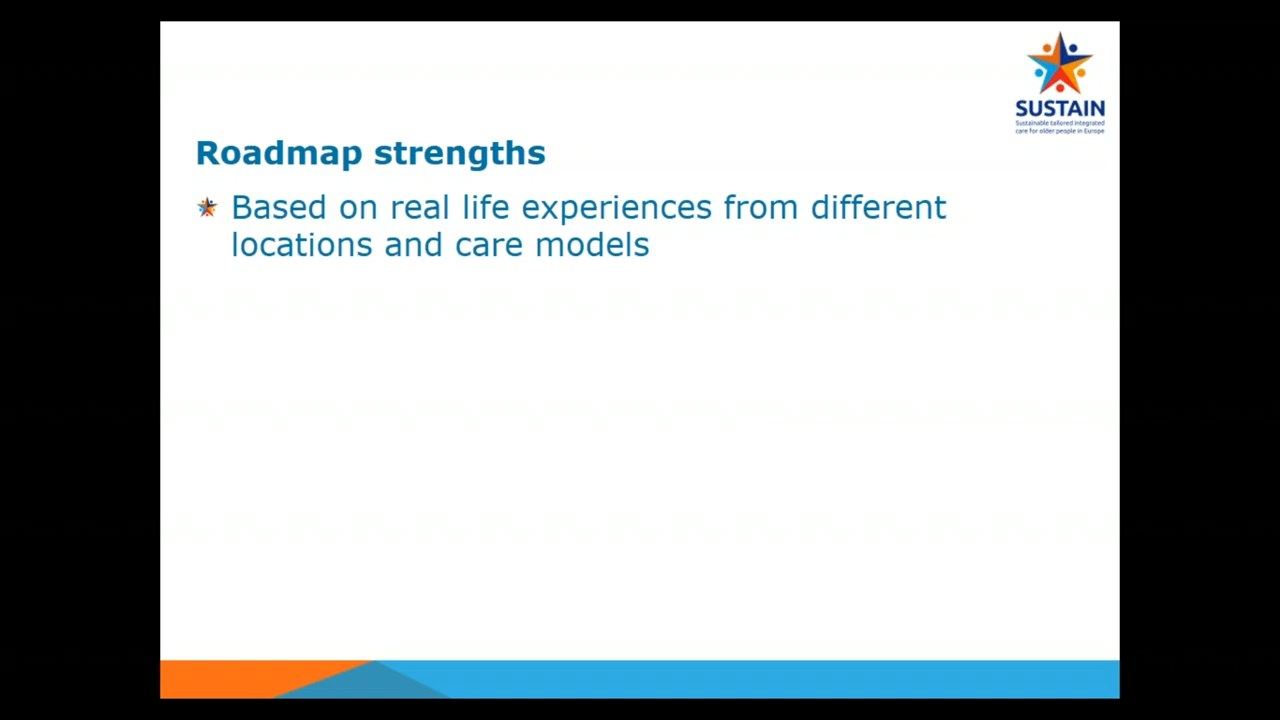 SUSTAIN
Sustainable tailored integrated
care for older people in Europe
Roadmap strengths
Based on real life experiences from different
locations and care models